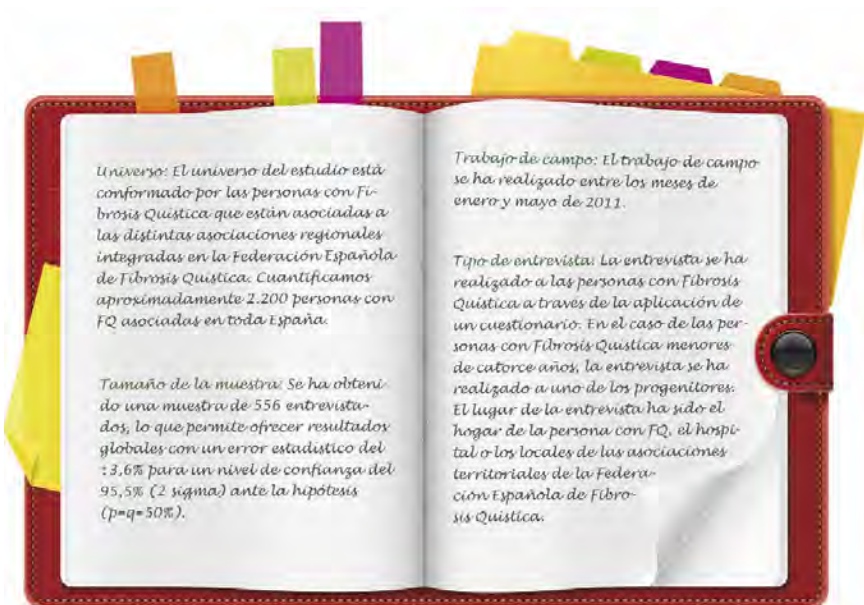 Universo: El universo del estudio está
conformado por las personas con Fi-
brosis Quística que están asociadas a
las distintas asociaciones regionales
integradas en la Federación Española
de Fibrosis Quística. Cuantificamos
aproximadamente 2.200 personas con
FQ asociadas en toda España.
Tamaño de la muestra: Se ha obteni
do una muestra de 556 entrevista-
dos, lo que permite ofrecer resultados
globales con un error estadístico del
:3,6% para un nivel de confianza del
95,5% (2 sigma) ante la hipótesis
(p=q=50%).
Trabajo de campo: El trabajo de campo
se ha realizado entre los meses de
enero y mayo de 2011.
Tipo de entrevista: La entrevista se ha
realizado a las personas con Fibrosis
Quística a través de la aplicación de
un cuestionario. En el caso de las per-
sonas con Fibrosis Quística menores
de catorce años, la entrevista se ha
realizado a uno de los progenitores.
El lugar de la entrevista ha sido el
hogar de la persona con FQ, el hospi-
tal o los locales de las asociaciones
territoriales de la Federa-
ción Española de Fibro-
sis Quística.